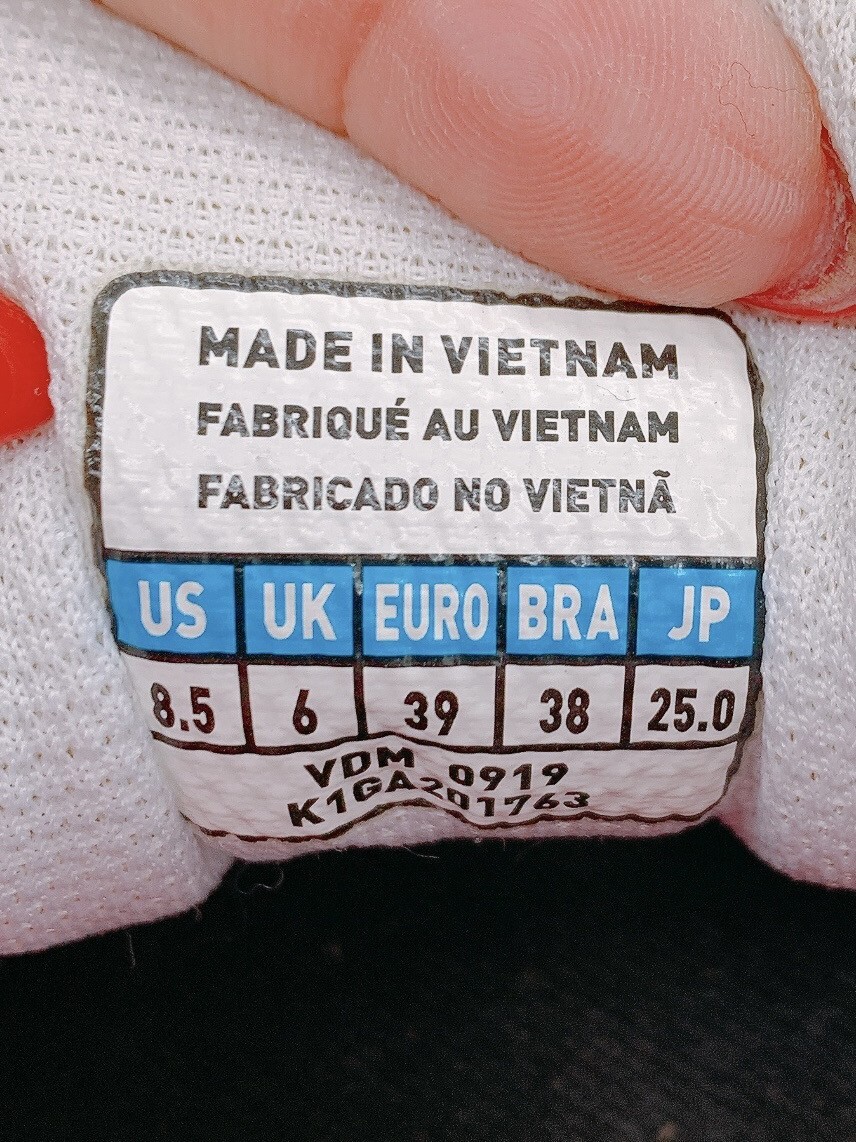 MADE IN VIETNAM
FABRIQUÉ AU VIETNAM
FABRICADO NO VIETNÃ
US UK EURO BRA JP
8.5 6 39 38 25.0
VDM 0919
K1GA201763